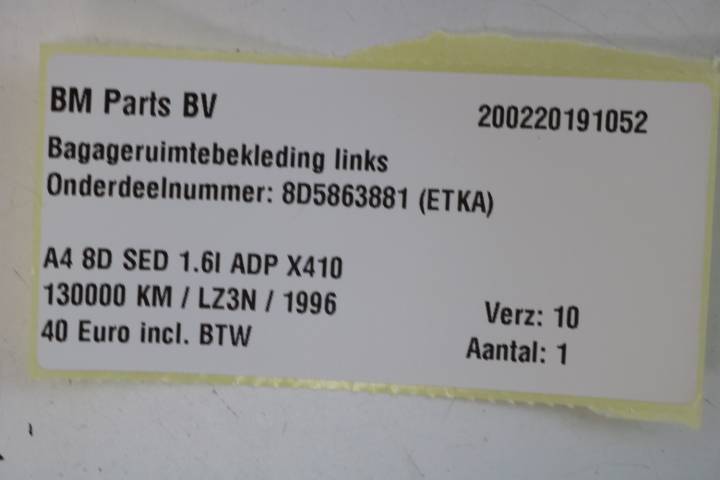 BM Parts BV
200220191052
Bagageruimtebekleding links
Onderdeelnummer: 8D5863881 (ETKA)
A4 8D SED 1.6I ADP X410
130000 KM / LZ3N / 1996
Verz: 10
40 Euro incl. BTW
Aantal: 1